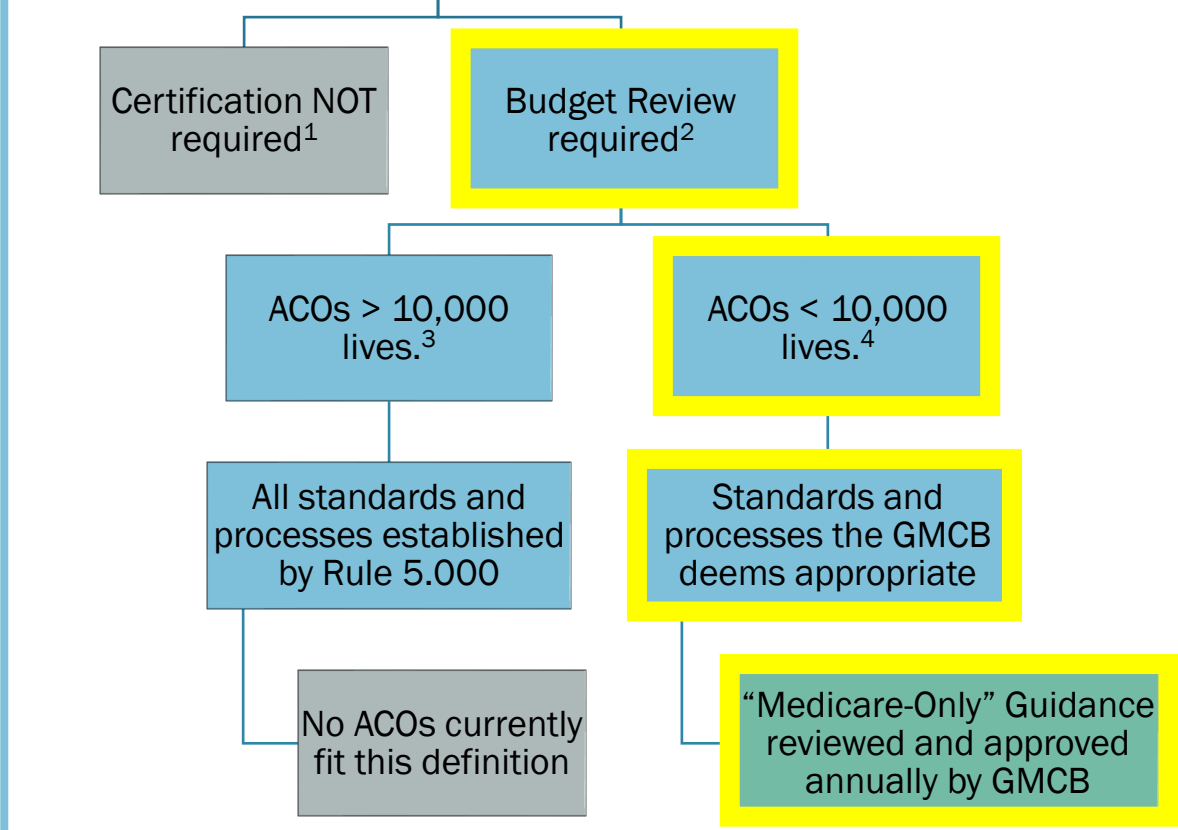 Certification NOT
required¹
Budget Review
required²
ACOs > 10,000
lives.³
ACOs < 10,000
lives.⁴
All standards and
processes established
by Rule 5.000
Standards and
processes the GMCB
deems appropriate
No ACOs currently
fit this definition
“Medicare-Only” Guidance
reviewed and approved
annually by GMCB